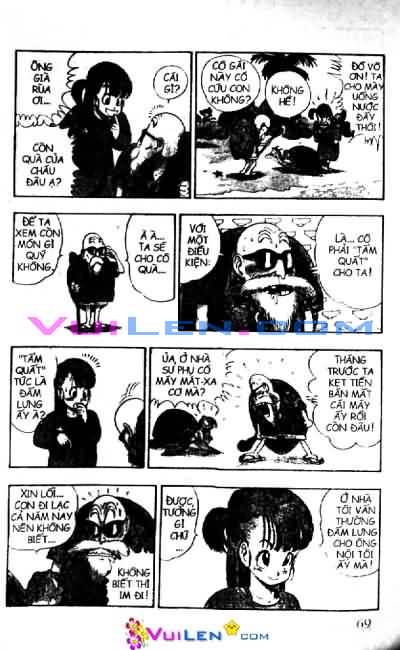 ÔNG
GIÀ
RÙA
ƠI...
CÒN
QUÀ CỦA
CHÁU
ĐÂU Ạ?
CÁI
GÌ?
CÔ GÁI
NÀY CÓ
CỨU CON
KHÔNG?
KHÔNG
HỀ!
ĐỒ VÔ
ƠN! TA
CHO MÀY
UỐNG
NƯỚC
ĐẤY
THÔI!
ĐỂ TA
XEM CÒN
MÓN GÌ
QUÝ
KHÔNG.
À À...
TA SẼ
CHO CÔ
QUÀ...
VỚI
MỘT
ĐIỀU
KIỆN:
LÀ... CÔ
PHẢI "TẨM
QUẤT"
CHO TA!
VUILEN.COM
"TẨM
QUẤT"
TỨC LÀ
ĐẤM
LƯNG
ẤY À?
ỦA, Ở NHÀ
SƯ PHỤ CÓ
MÁY MÁT-XA
CƠ MÀ?
THÁNG
TRƯỚC TA
KẸT TIỀN
BÁN MẤT
CÁI MÁY
ẤY RỒI
CÒN ĐÂU!
XIN LỖI...
CON ĐI LẠC
CẢ NĂM NAY
NÊN KHÔNG
BIẾT...
KHÔNG
BIẾT THÌ
IM ĐI!
ĐƯỢC,
TƯỞNG
GÌ
CHỨ
...
Ở NHÀ
TÔI VẪN
THƯỜNG
ĐẤM LƯNG
CHO ÔNG
NỘI TÔI
ẤY MÀ!
69
VUILEN.COM